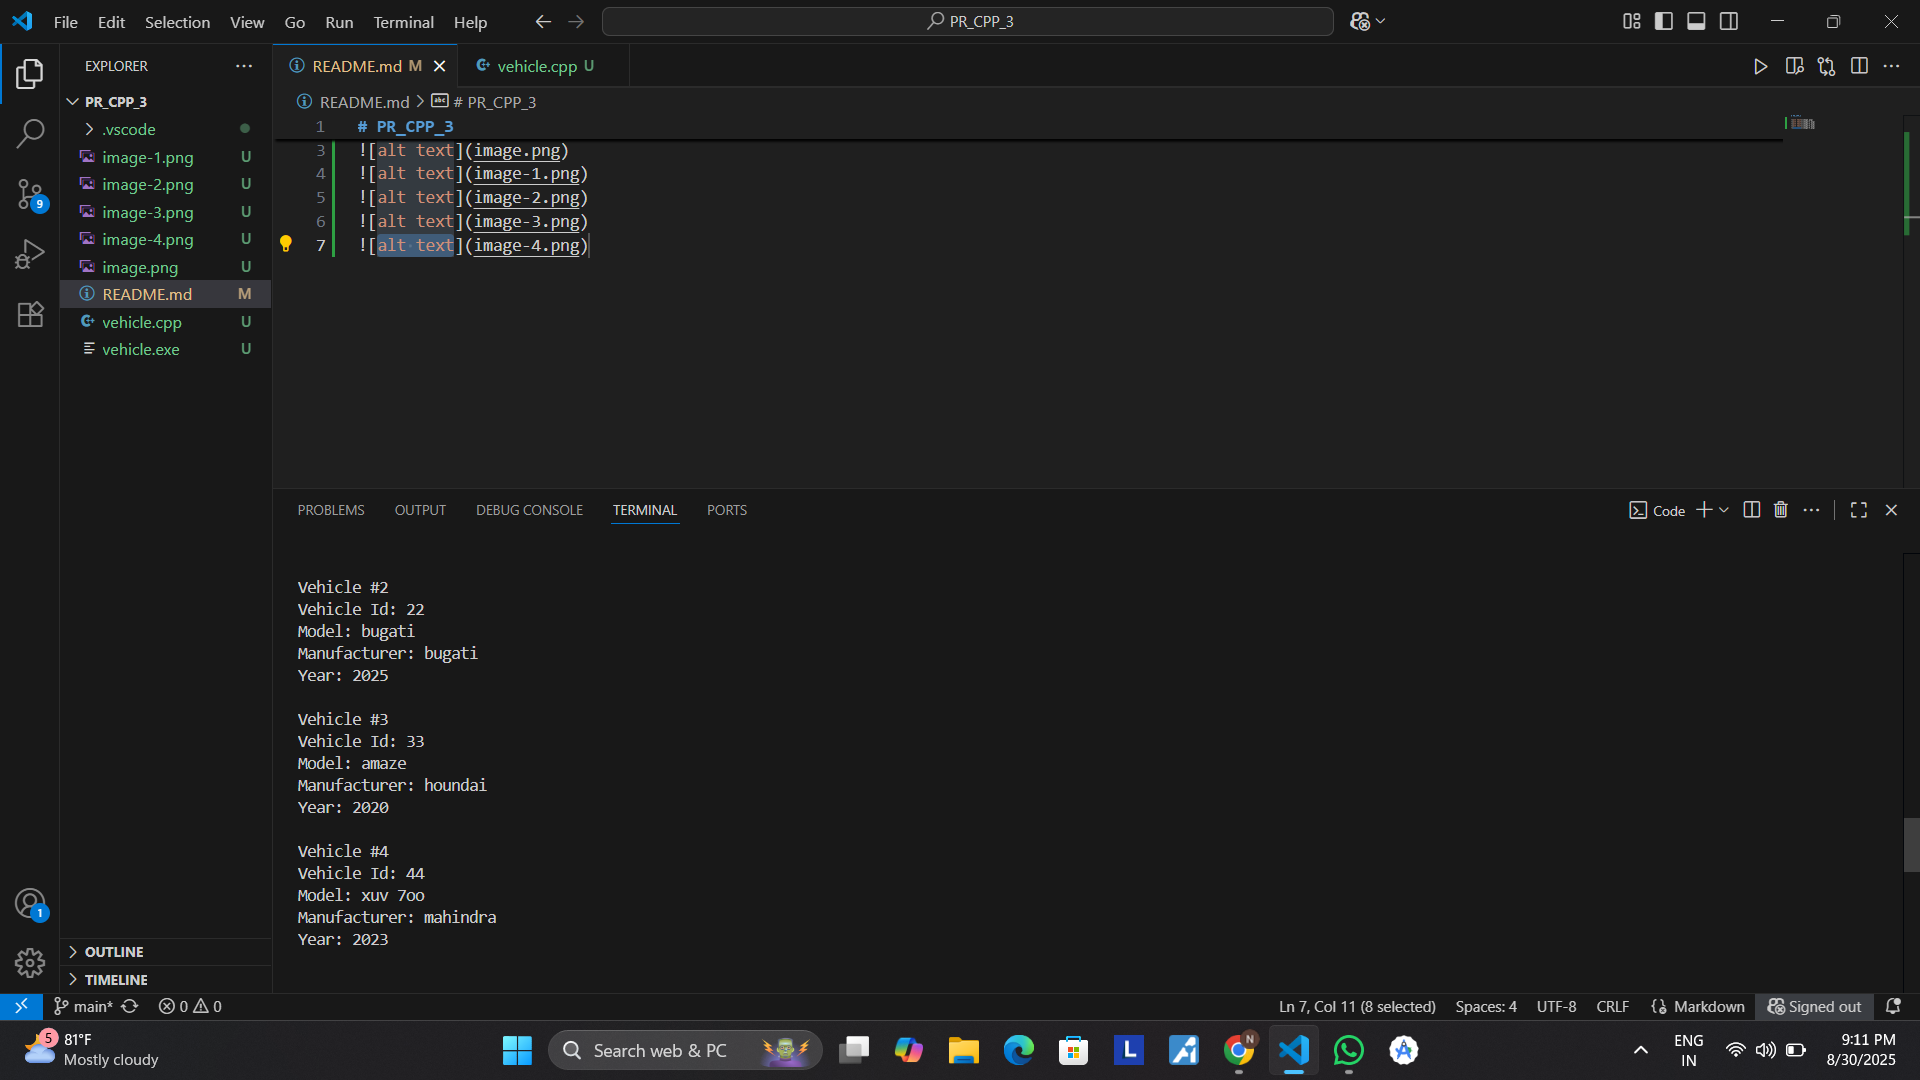 File Edit Selection View Go Run Terminal Help
PR_CPP_3
EXPLORER
PR_CPP_3
.vscode
image-1.png U
image-2.png U
image-3.png U
image-4.png U
image.png U
README.md M
vehicle.cpp U
vehicle.exe U
OUTLINE
TIMELINE
9
1
README.md M
vehicle.cpp U
README.md > # PR_CPP_3
1 # PR_CPP_3
3 ![alt text](image.png)
4 ![alt text](image-1.png)
5 ![alt text](image-2.png)
6 ![alt text](image-3.png)
7 ![alt text](image-4.png)
PROBLEMS OUTPUT DEBUG CONSOLE TERMINAL PORTS
Code
Vehicle #2
Vehicle Id: 22
Model: bugati
Manufacturer: bugati
Year: 2025
Vehicle #3
Vehicle Id: 33
Model: amaze
Manufacturer: houndai
Year: 2020
Vehicle #4
Vehicle Id: 44
Model: xuv 7oo
Manufacturer: mahindra
Year: 2023
main* 0 0
Ln 7, Col 11 (8 selected) Spaces: 4 UTF-8 CRLF Markdown Signed out
5
81°F
Mostly cloudy
Search web & PC
L
N
ENG
IN
9:11 PM
8/30/2025